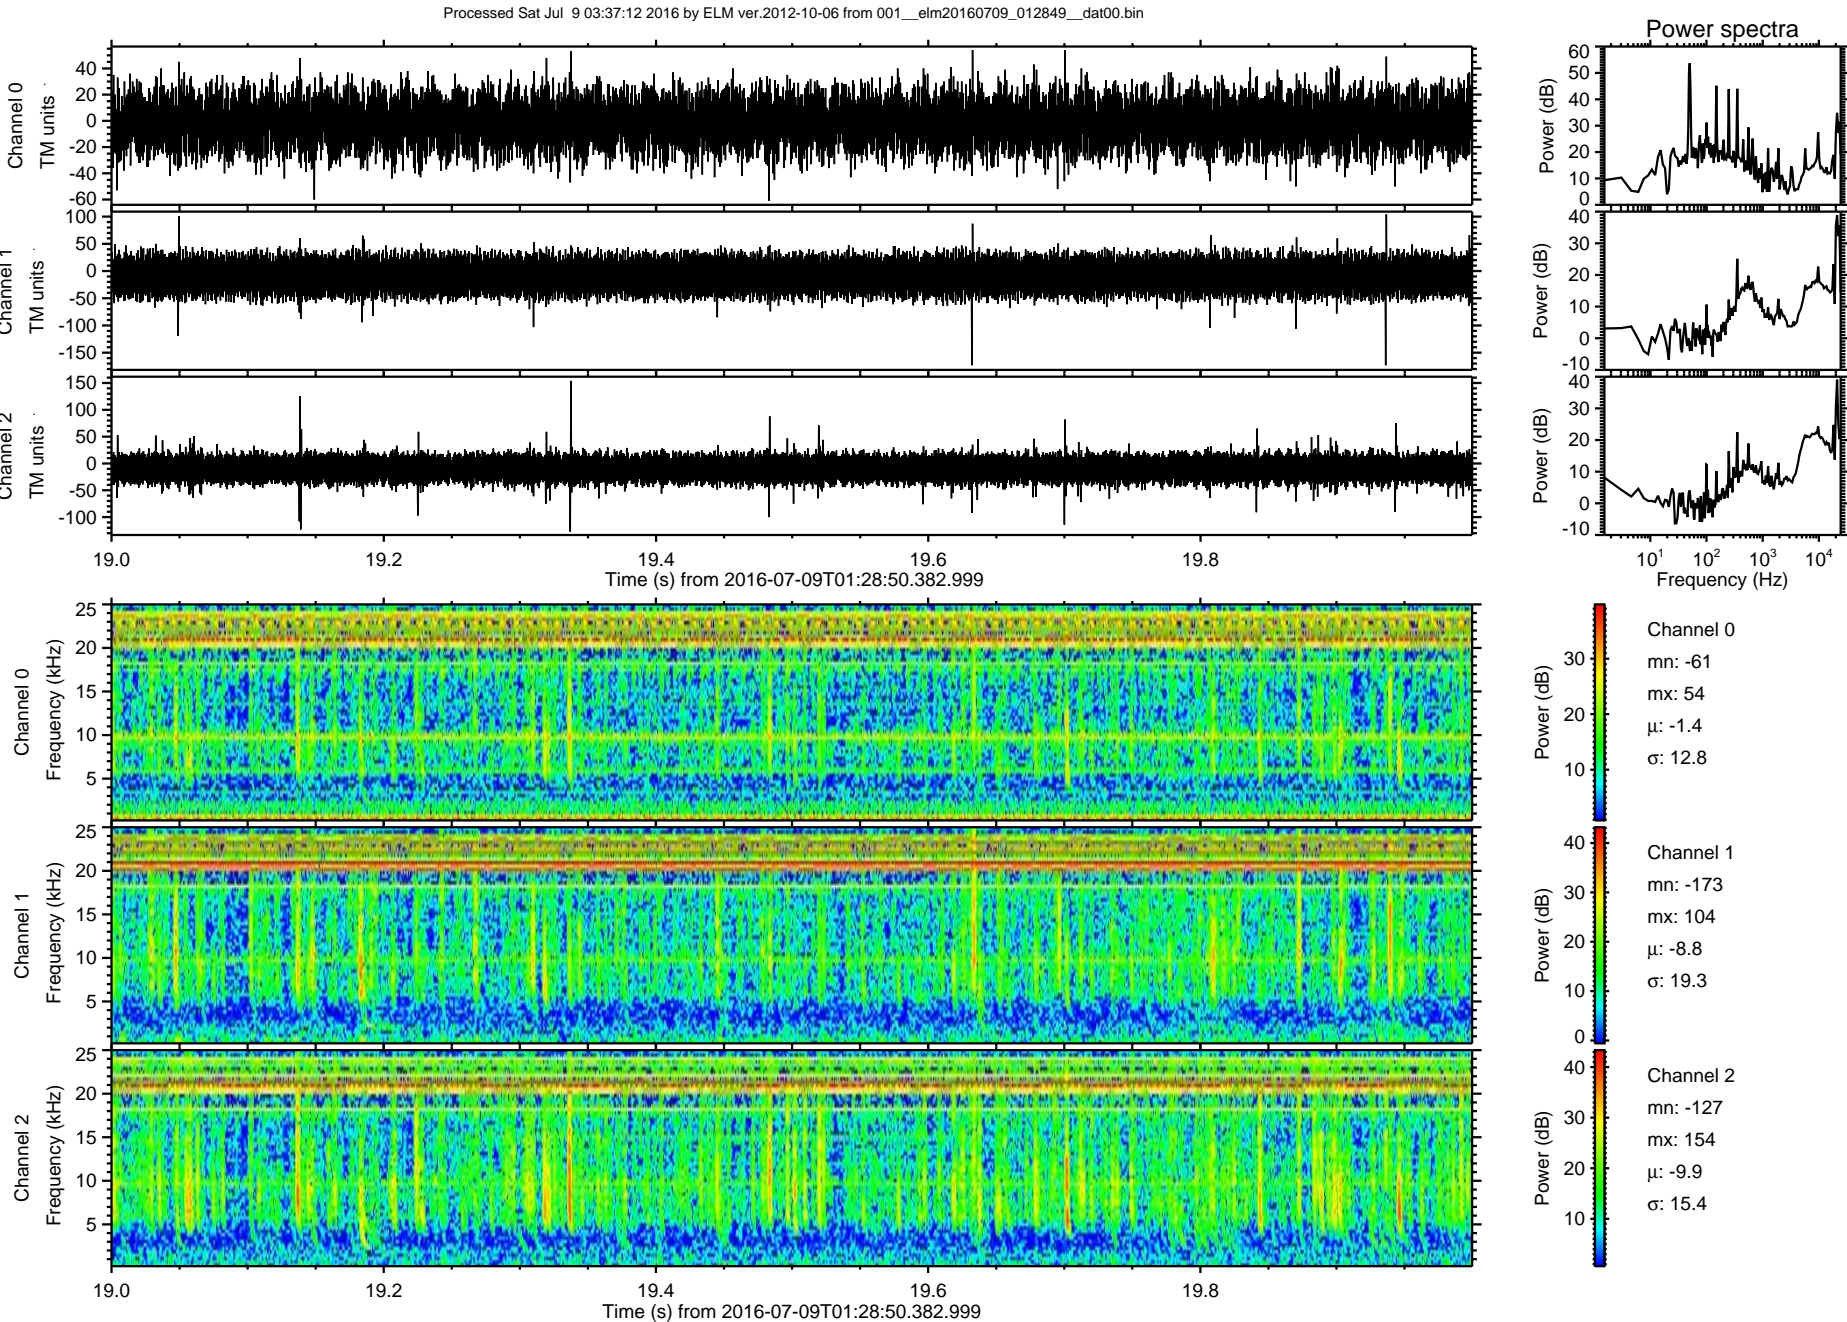 Processed Sat Jul 9 03:37:12 2016 by ELM ver.2012-10-06 from 001__elm20160709_012849__dat00.bin
Power spectra
Channel 0
TM units
40
20
0
-20
-40
-60
Power (dB)
60
50
40
30
20
10
0
Channel 1
TM units
100
50
0
-50
-100
-150
Power (dB)
40
30
20
10
0
-10
Channel 2
TM units
150
100
50
0
-50
-100
Power (dB)
40
30
20
10
0
-10
19.0 19.2 19.4 19.6 19.8
Time (s) from 2016-07-09T01:28:50.382.999
10¹ 10² 10³ 10⁴
Frequency (Hz)
Channel 0
Frequency (kHz)
25
20
15
10
5
Power (dB)
30
20
10
Channel 0
mn: -61
mx: 54
μ: -1.4
σ: 12.8
Channel 1
Frequency (kHz)
25
20
15
10
5
Power (dB)
40
30
20
10
0
Channel 1
mn: -173
mx: 104
μ: -8.8
σ: 19.3
Channel 2
Frequency (kHz)
25
20
15
10
5
Power (dB)
40
30
20
10
Channel 2
mn: -127
mx: 154
μ: -9.9
σ: 15.4
19.0 19.2 19.4 19.6 19.8
Time (s) from 2016-07-09T01:28:50.382.999